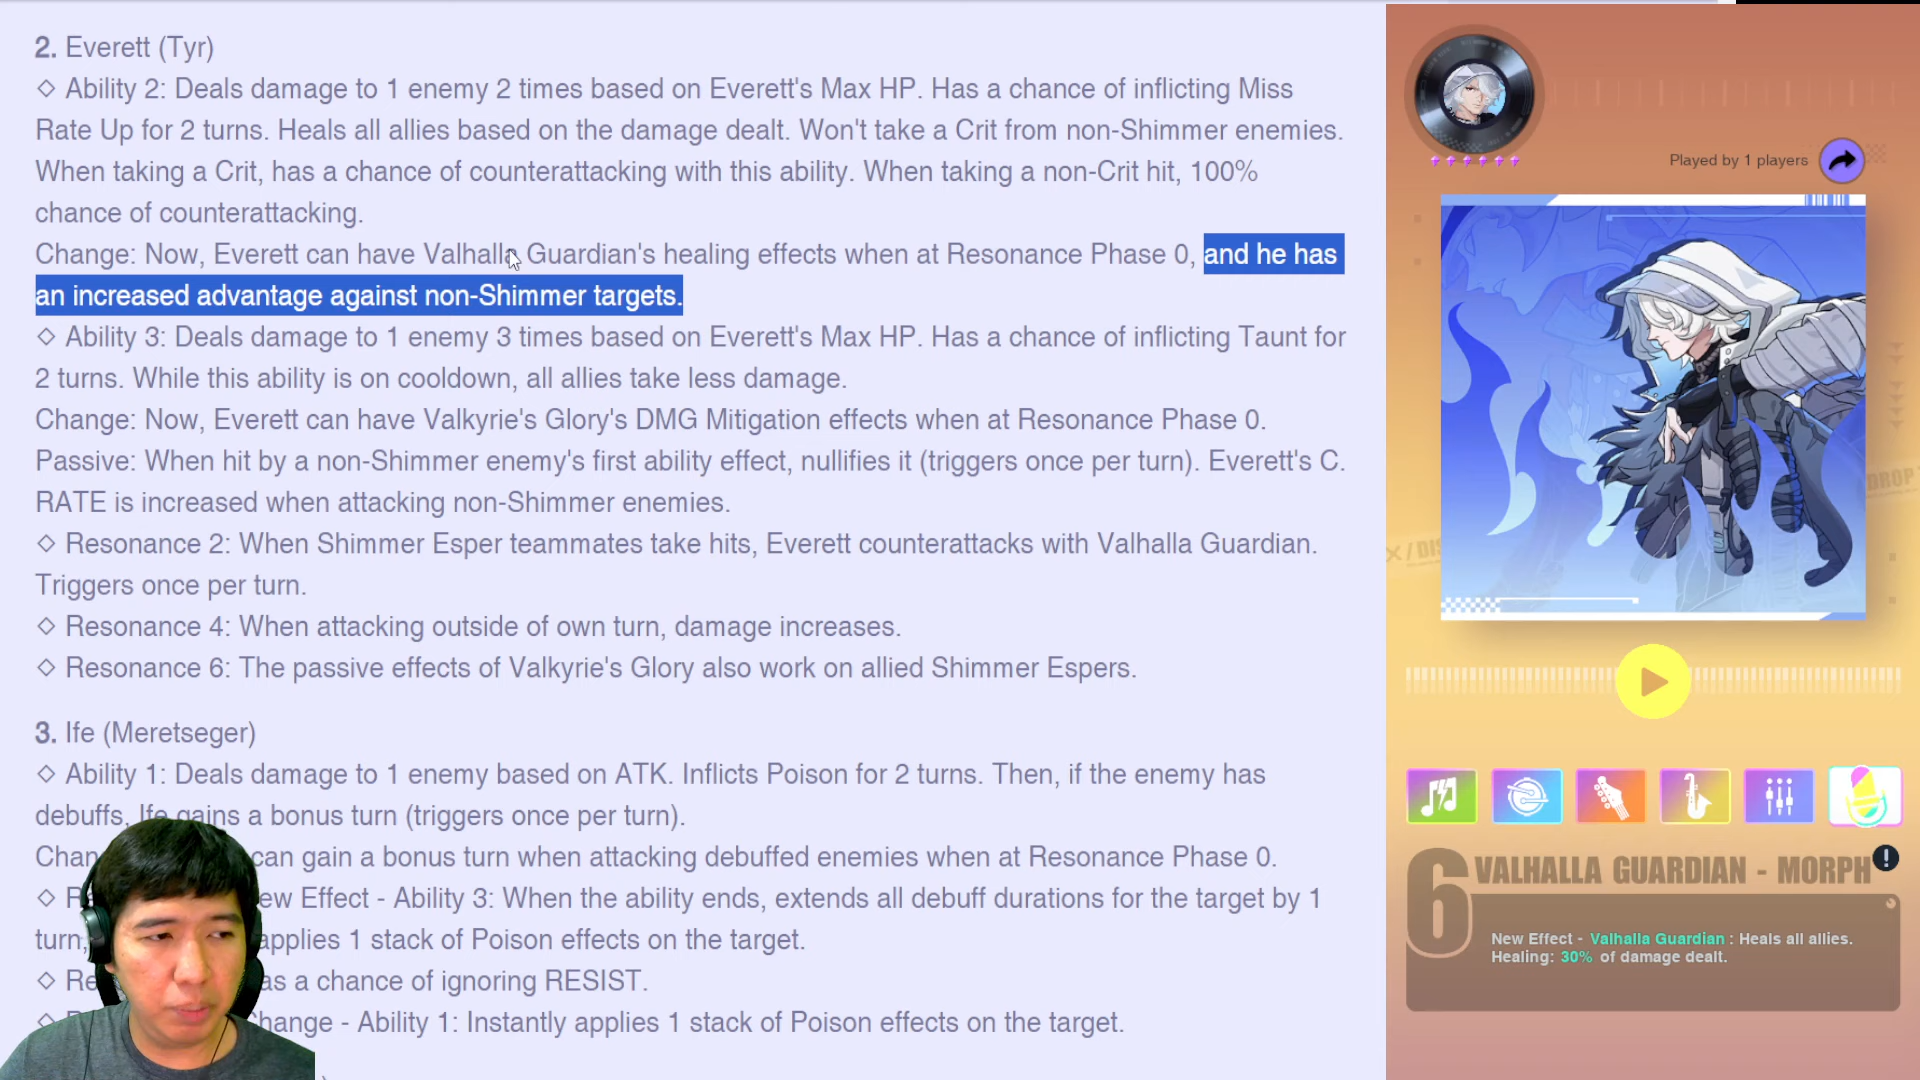 2. Everett (Tyr)
◇ Ability 2: Deals damage to 1 enemy 2 times based on Everett's Max HP. Has a chance of inflicting Miss
Rate Up for 2 turns. Heals all allies based on the damage dealt. Won't take a Crit from non-Shimmer enemies.
When taking a Crit, has a chance of counterattacking with this ability. When taking a non-Crit hit, 100%
chance of counterattacking.
Change: Now, Everett can have Valhalla Guardian's healing effects when at Resonance Phase 0, and he has
an increased advantage against non-Shimmer targets.
◇ Ability 3: Deals damage to 1 enemy 3 times based on Everett's Max HP. Has a chance of inflicting Taunt for
2 turns. While this ability is on cooldown, all allies take less damage.
Change: Now, Everett can have Valkyrie's Glory's DMG Mitigation effects when at Resonance Phase 0.
Passive: When hit by a non-Shimmer enemy's first ability effect, nullifies it (triggers once per turn). Everett's C.
RATE is increased when attacking non-Shimmer enemies.
◇ Resonance 2: When Shimmer Esper teammates take hits, Everett counterattacks with Valhalla Guardian.
Triggers once per turn.
◇ Resonance 4: When attacking outside of own turn, damage increases.
◇ Resonance 6: The passive effects of Valkyrie's Glory also work on allied Shimmer Espers.
3. Ife (Meretseger)
◇ Ability 1: Deals damage to 1 enemy based on ATK. Inflicts Poison for 2 turns. Then, if the enemy has
debuffs, Ife gains a bonus turn (triggers once per turn).
can gain a bonus turn when attacking debuffed enemies when at Resonance Phase 0.
Effect - Ability 3: When the ability ends, extends all debuff durations for the target by 1
turn, applies 1 stack of Poison effects on the target.
a chance of ignoring RESIST.
- Ability 1: Instantly applies 1 stack of Poison effects on the target.
Played by 1 players
DROP
6 VALHALLA GUARDIAN - MORPH
New Effect - Valhalla Guardian : Heals all allies.
Healing: 30% of damage dealt.